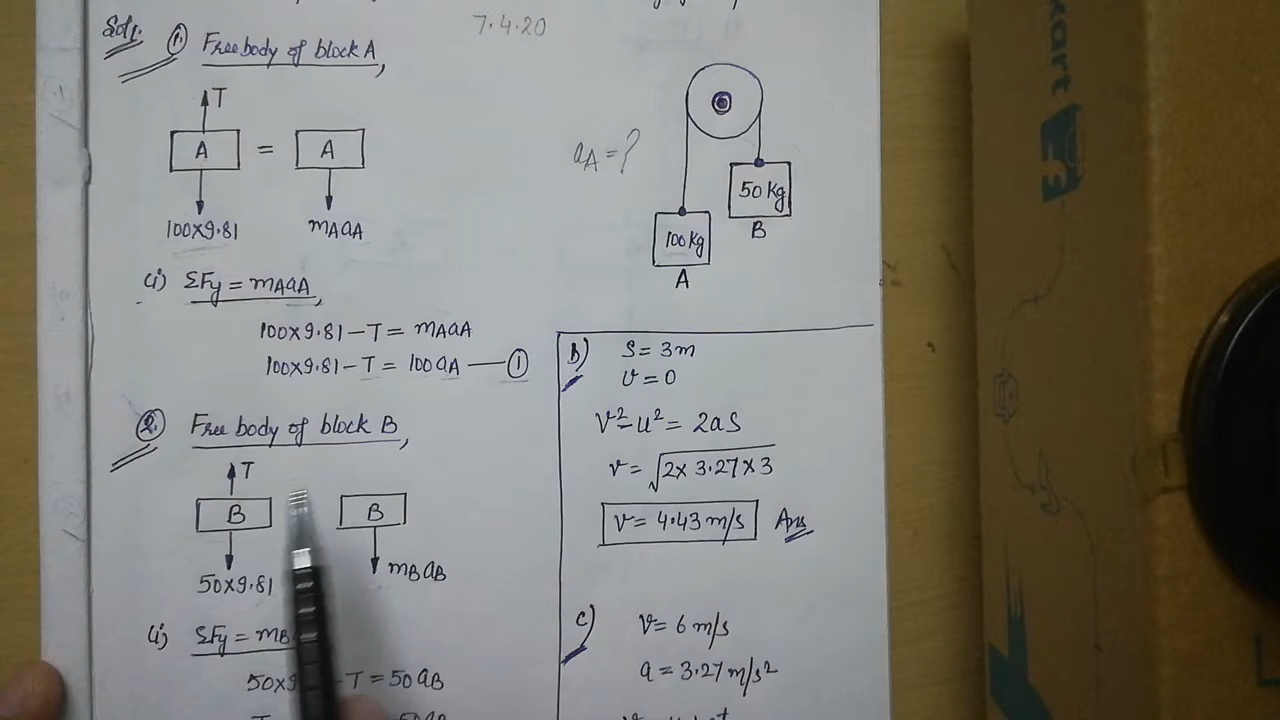 7.4.20
Soln.
1. Free body of block A,
T
A = A
100×9.81 mAaA
(i) ΣFy = mAaA,
100×9.81 – T = mAaA
100×9.81 – T = 100aA — 1
2. Free body of block B,
T
B B
50×9.81 mBaB
(i) ΣFy = mB
– T = 50aB
aA = ?
50 Kg
B
100 Kg
A
B) S = 3m
U = 0
V² – u² = 2as
v = √2× 3.27 × 3
v = 4.43 m/s Ans
c) V = 6 m/s
a = 3.27 m/s²
kart